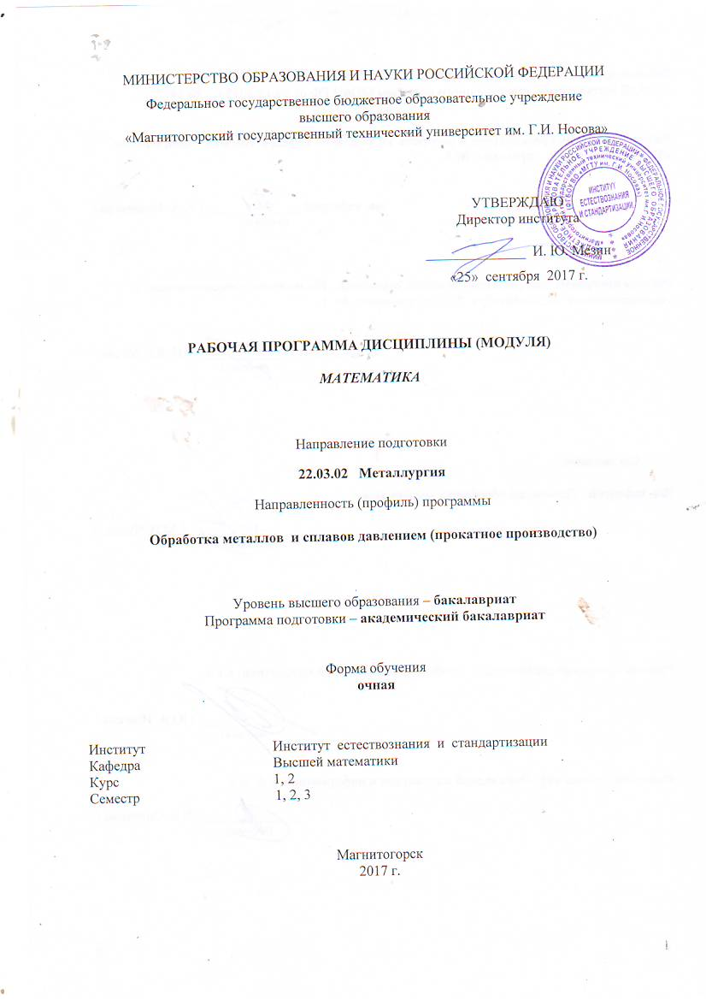 МИНИСТЕРСТВО ОБРАЗОВАНИЯ И НАУКИ РОССИЙСКОЙ ФЕДЕРАЦИИ
Федеральное государственное бюджетное образовательное учреждение
высшего образования
«Магнитогорский государственный технический университет им. Г.И. Носова»
УТВЕРЖДАЮ
Директор института
И. Ю. Мезин
«25» сентября 2017 г.
ИНСТИТУТ
ЕСТЕСТВОЗНАНИЯ
И СТАНДАРТИЗАЦИИ
РАБОЧАЯ ПРОГРАММА ДИСЦИПЛИНЫ (МОДУЛЯ)
МАТЕМАТИКА
Направление подготовки
22.03.02 Металлургия
Направленность (профиль) программы
Обработка металлов и сплавов давлением (прокатное производство)
Уровень высшего образования – бакалавриат
Программа подготовки – академический бакалавриат
Форма обучения
очная
Институт Институт естествознания и стандартизации
Кафедра Высшей математики
Курс 1, 2
Семестр 1, 2, 3
Магнитогорск
2017 г.